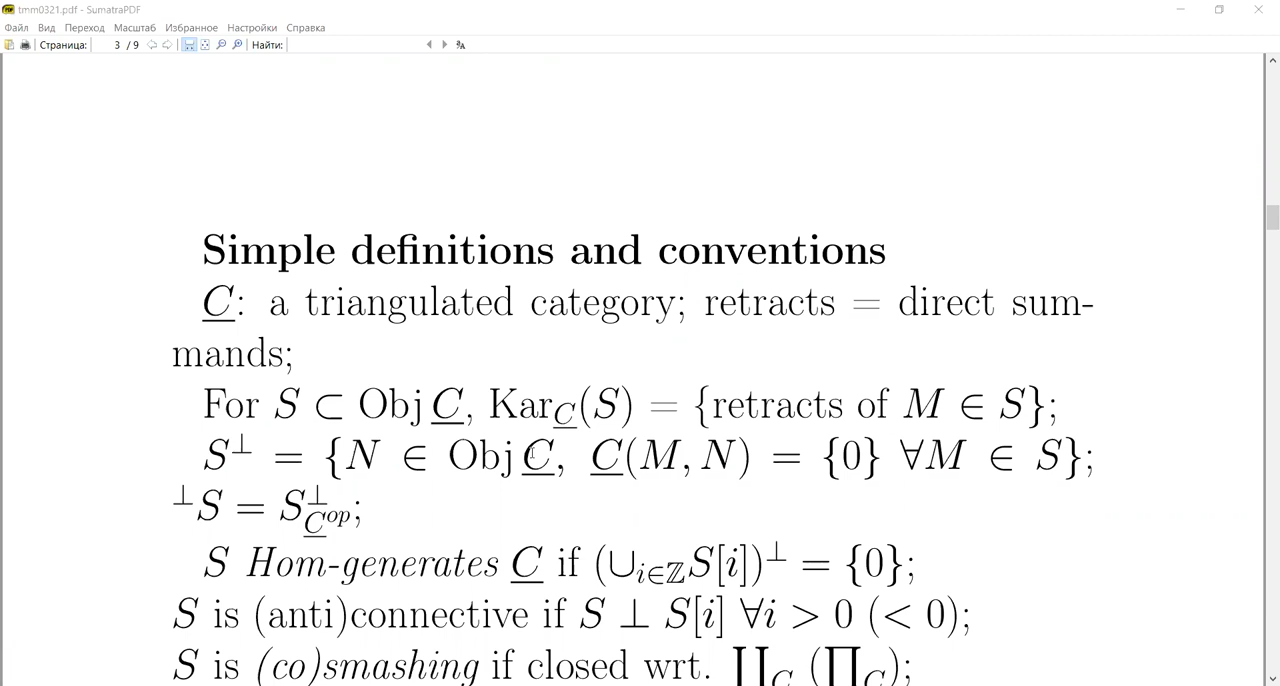 tmm0321.pdf - SumatraPDF
Файл Вид Переход Масштаб Избранное Настройки Справка
Страница: 3 / 9 Найти:
Simple definitions and conventions
C: a triangulated category; retracts = direct sum-
mands;
For S ⊂ Obj C, Kar_C(S) = {retracts of M ∈ S};
S^⊥ = {N ∈ Obj C, C(M, N) = {0} ∀M ∈ S};
^⊥S = S^⊥_{C^op};
S Hom-generates C if (∪_{i∈ℤ}S[i])^⊥ = {0};
S is (anti)connective if S ⊥ S[i] ∀i > 0 (< 0);
S is (co)smashing if closed wrt. ∐_C (∏_C);